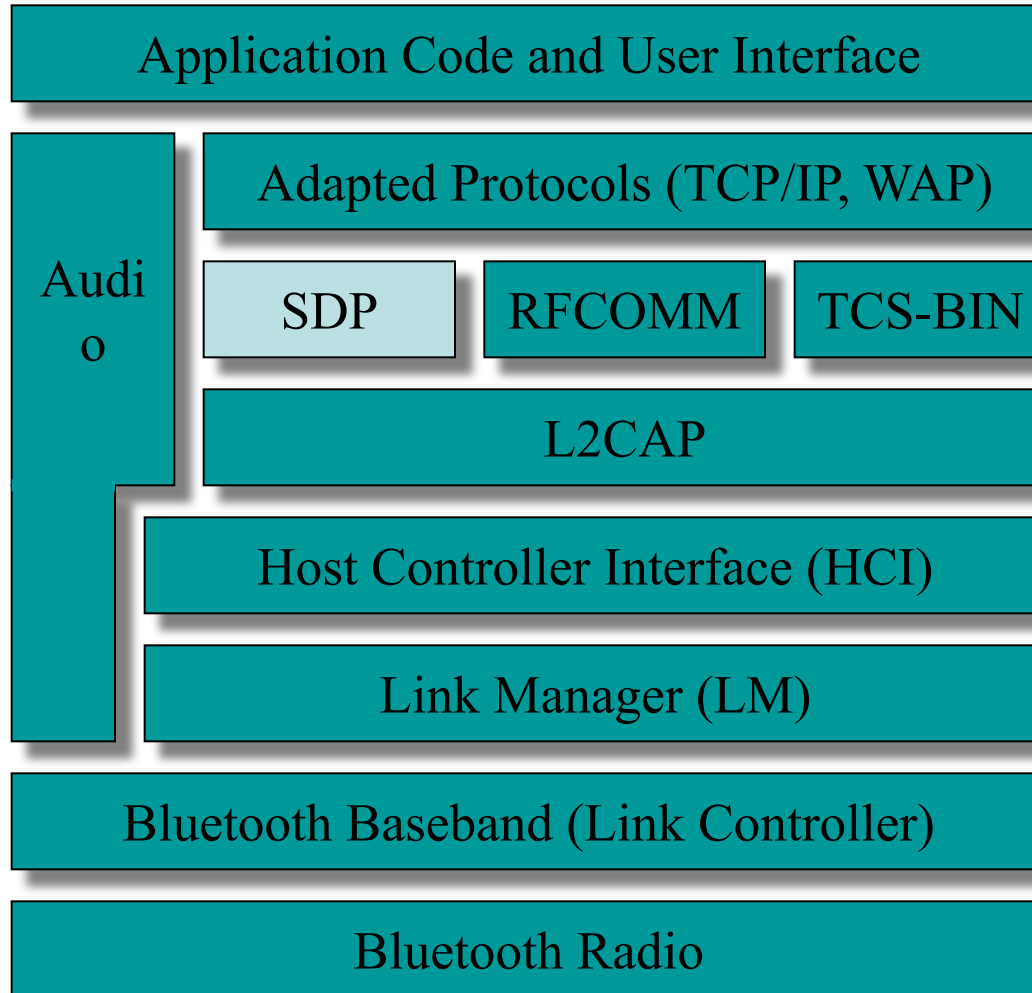 Application Code and User Interface
Adapted Protocols (TCP/IP, WAP)
Audi
o
SDP
RFCOMM
TCS-BIN
L2CAP
Host Controller Interface (HCI)
Link Manager (LM)
Bluetooth Baseband (Link Controller)
Bluetooth Radio